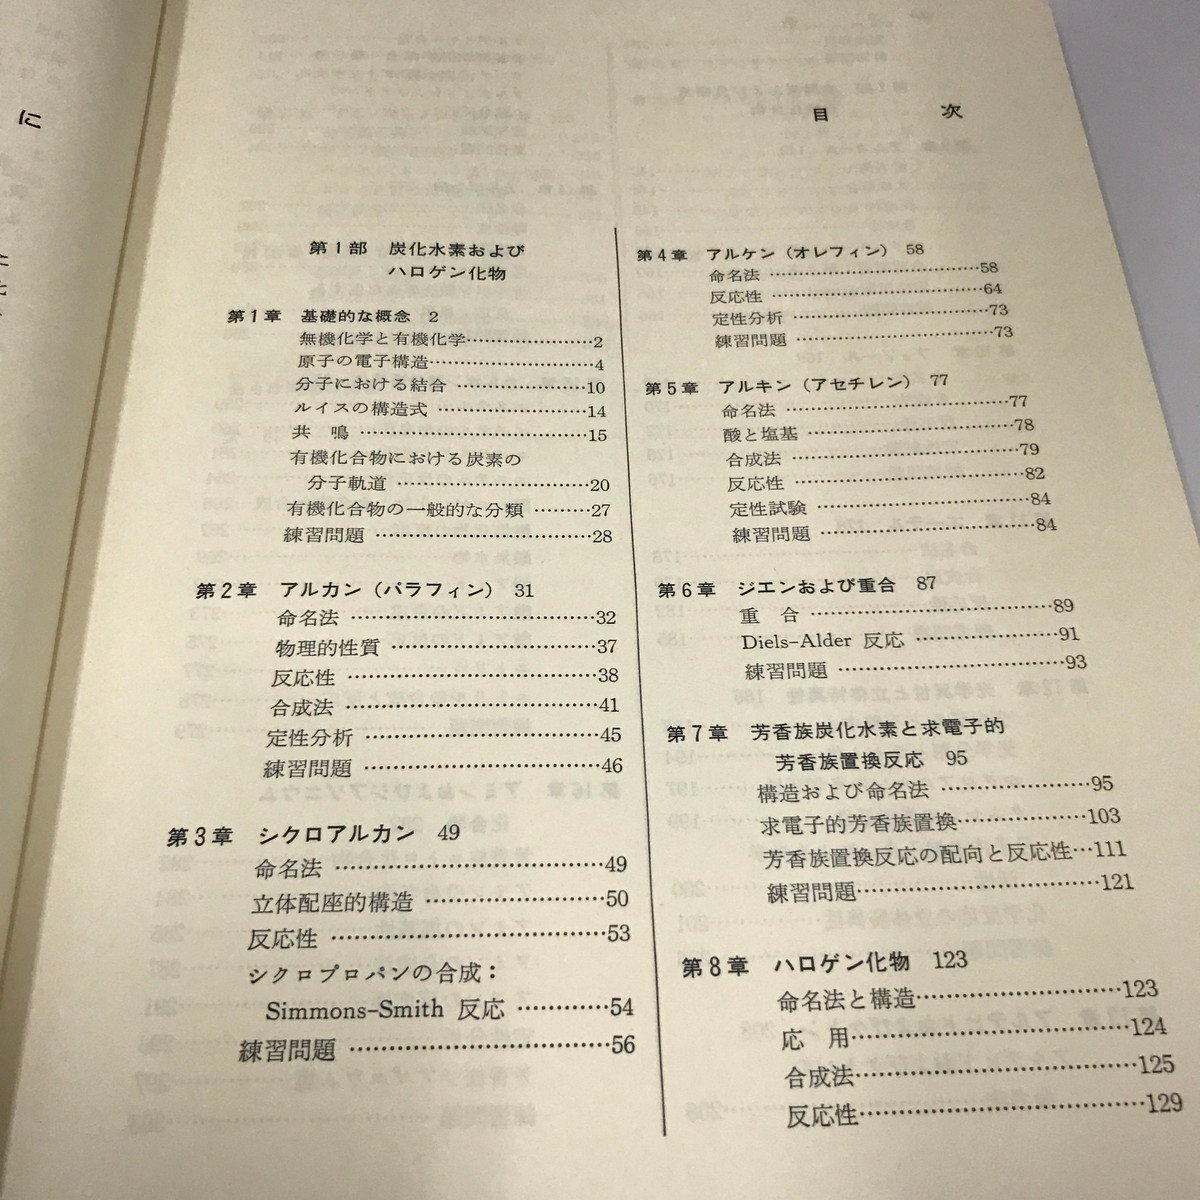 に
目次
第1部 炭化水素および
ハロゲン化物
第1章 基礎的な概念 2
無機化学と有機化学……………2
原子の電子構造……………4
分子における結合……………10
ルイスの構造式……………14
共鳴……………15
有機化合物における炭素の
分子軌道……………20
有機化合物の一般的な分類………27
練習問題……………28
第2章 アルカン(パラフィン) 31
命名法……………32
物理的性質……………37
反応性……………38
合成法……………41
定性分析……………45
練習問題……………46
第3章 シクロアルカン 49
命名法……………49
立体配座的構造……………50
反応性……………53
シクロプロパンの合成：
Simmons-Smith 反応…………54
練習問題……………56
第4章 アルケン(オレフィン) 58
命名法……………58
反応性……………64
定性分析……………73
練習問題……………73
第5章 アルキン(アセチレン) 77
命名法……………77
酸と塩基……………78
合成法……………79
反応性……………82
定性試験……………84
練習問題……………84
第6章 ジエンおよび重合 87
重合……………89
Diels-Alder 反応……………91
練習問題……………93
第7章 芳香族炭化水素と求電子的
芳香族置換反応 95
構造および命名法……………95
求電子的芳香族置換……………103
芳香族置換反応の配向と反応性…111
練習問題……………121
第8章 ハロゲン化物 123
命名法と構造……………123
応用……………124
合成法……………125
反応性……………129